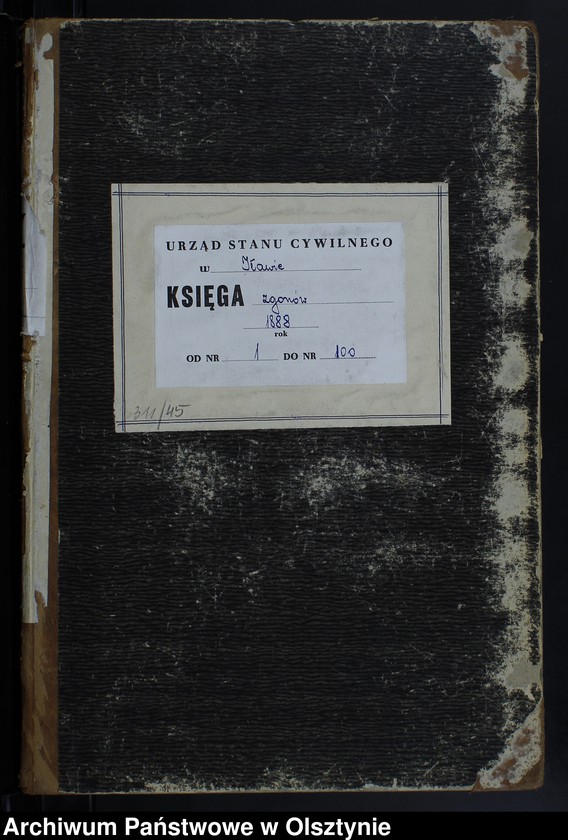 URZĄD STANU CYWILNEGO
w Iławie
KSIĘGA zgonów
1888
rok
OD NR 1 DO NR 100
311/45
Archiwum Państwowe w Olsztynie